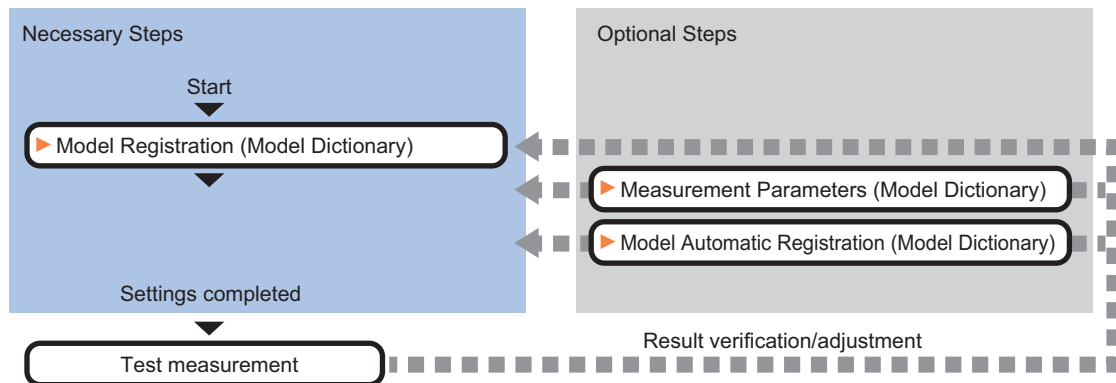 Necessary Steps
Optional Steps
Start
Model Registration (Model Dictionary)
Measurement Parameters (Model Dictionary)
Model Automatic Registration (Model Dictionary)
Settings completed
Result verification/adjustment
Test measurement